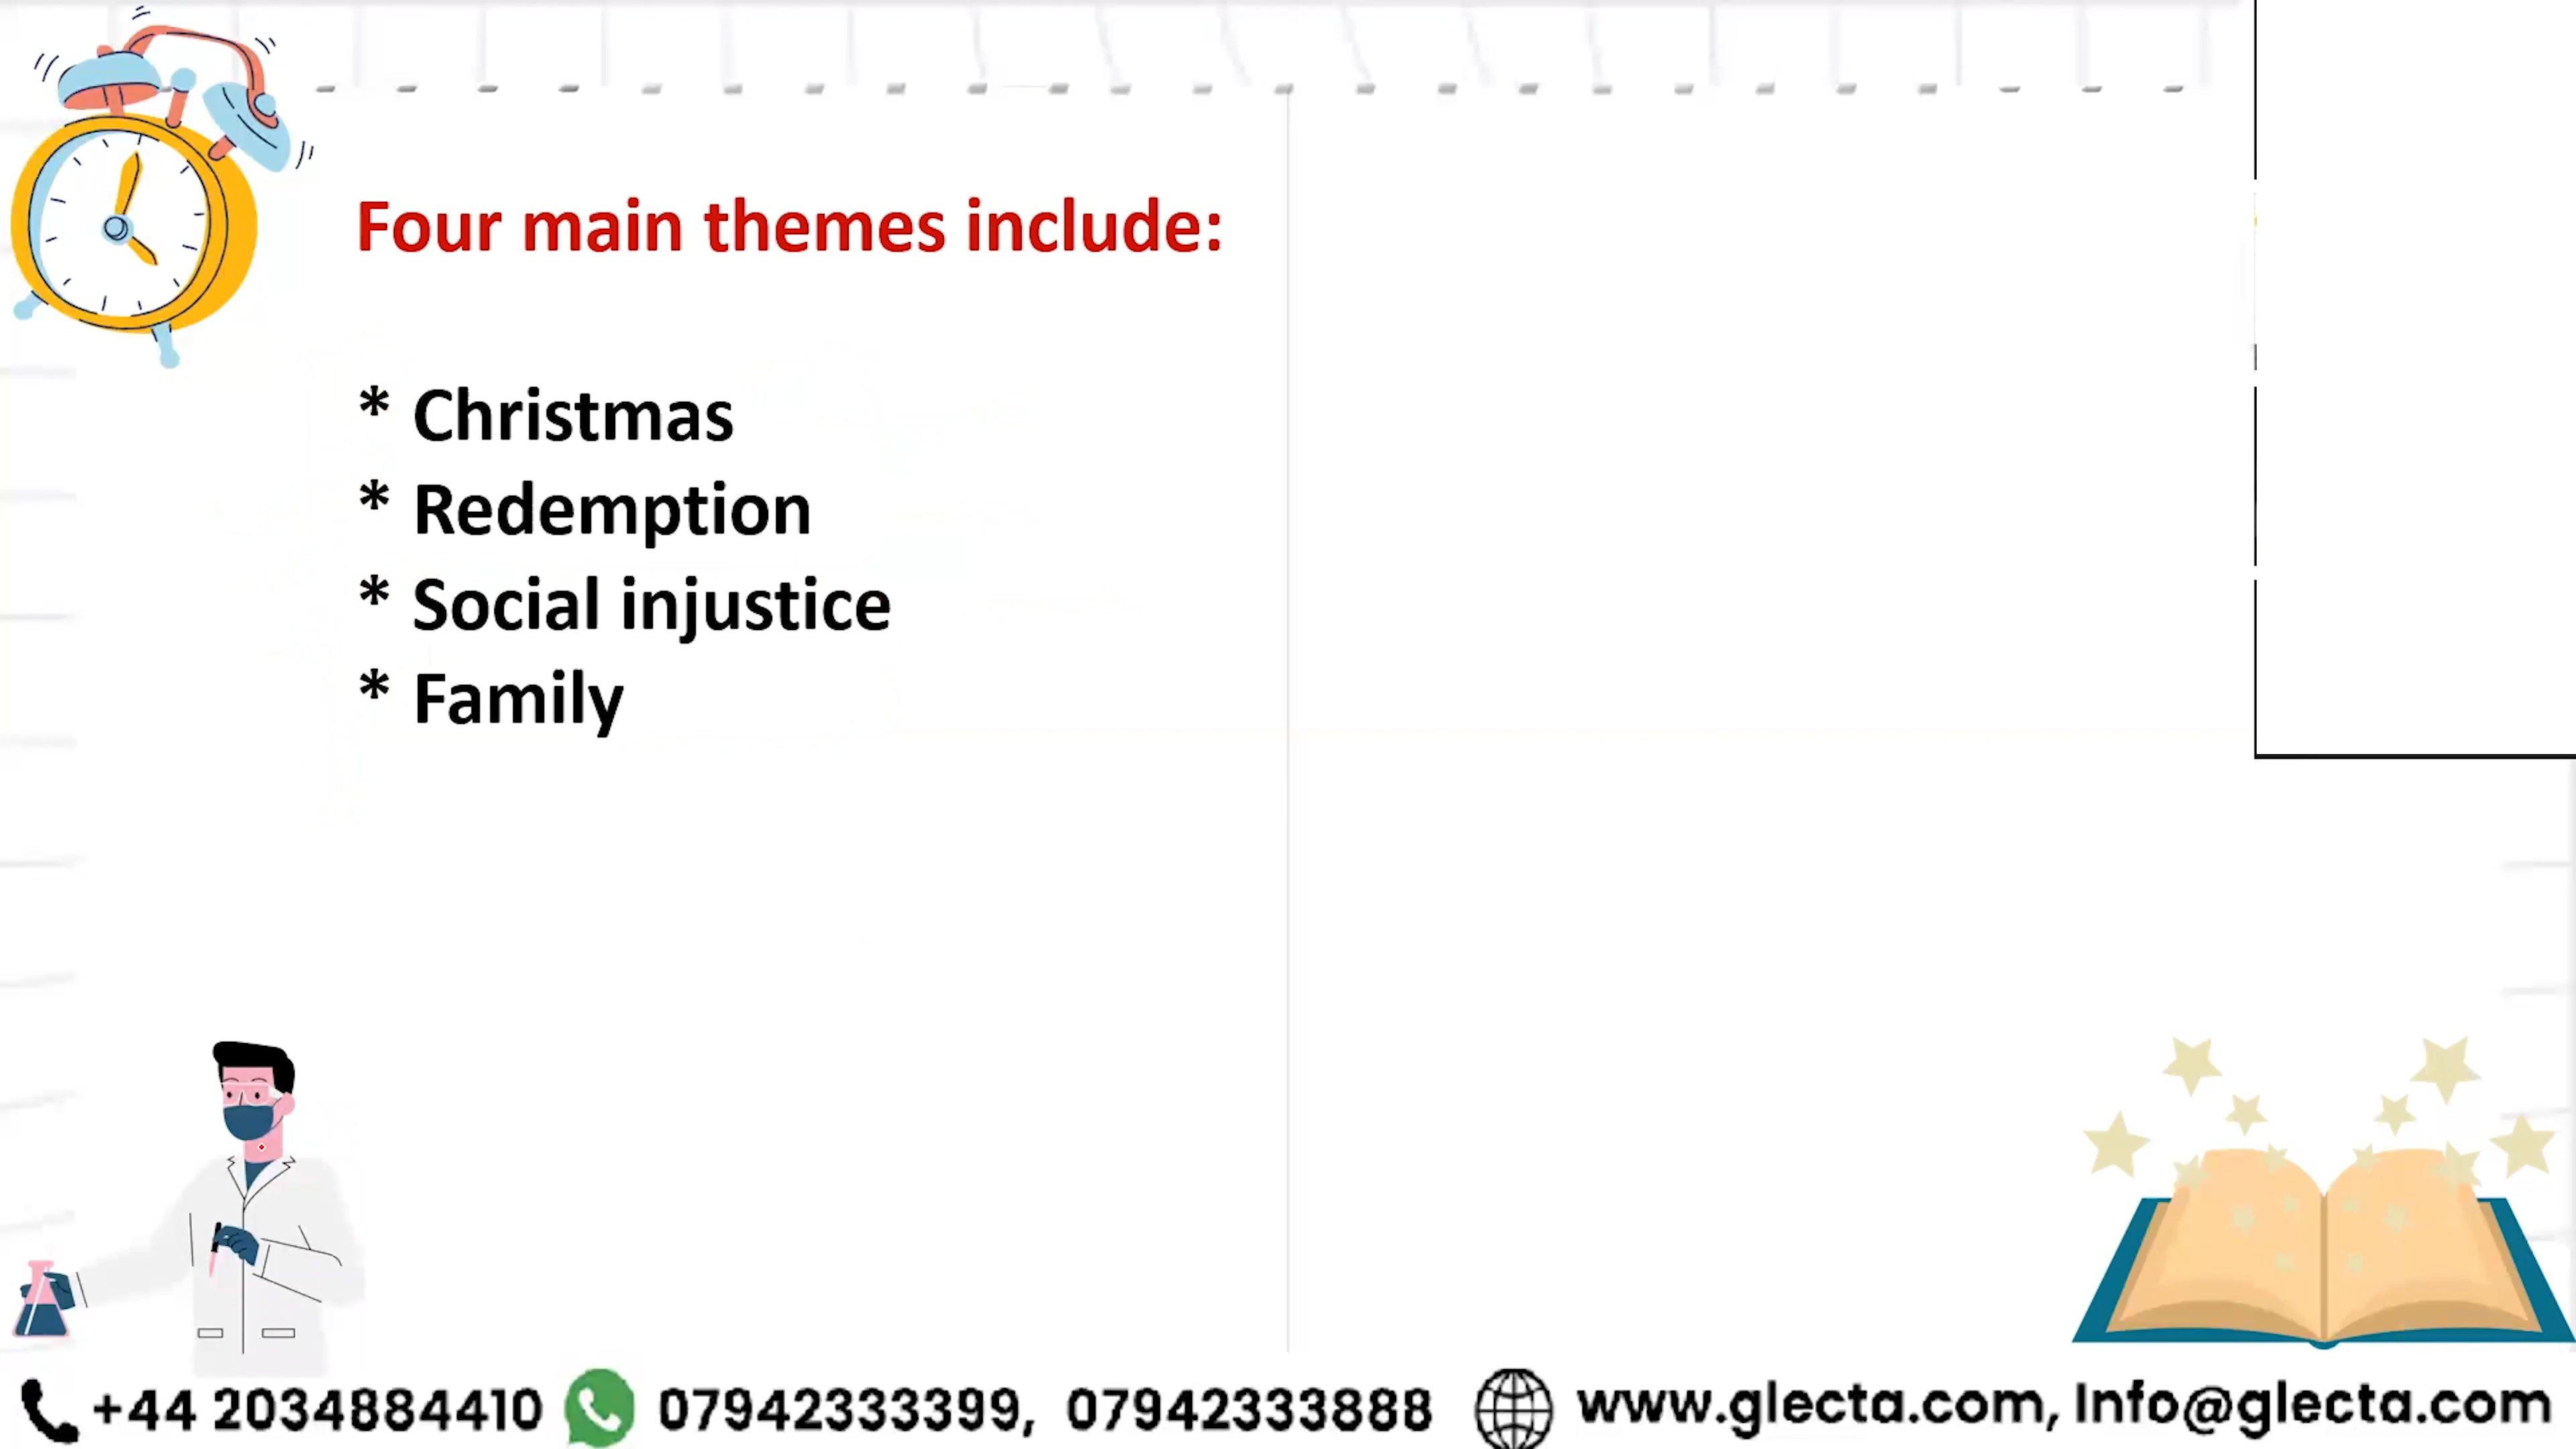 Four main themes include:
* Christmas
* Redemption
* Social injustice
* Family
+44 2034884410 07942333399, 07942333888 www.glecta.com, Info@glecta.com